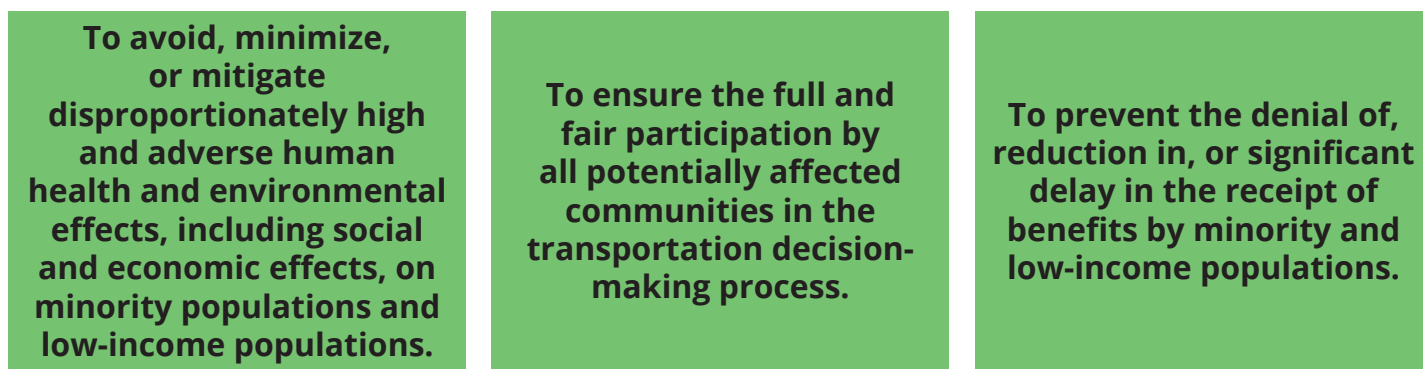 To avoid, minimize,
or mitigate
disproportionately high
and adverse human
health and environmental
effects, including social
and economic effects, on
minority populations and
low-income populations.
To ensure the full and
fair participation by
all potentially affected
communities in the
transportation decision-
making process.
To prevent the denial of,
reduction in, or significant
delay in the receipt of
benefits by minority and
low-income populations.